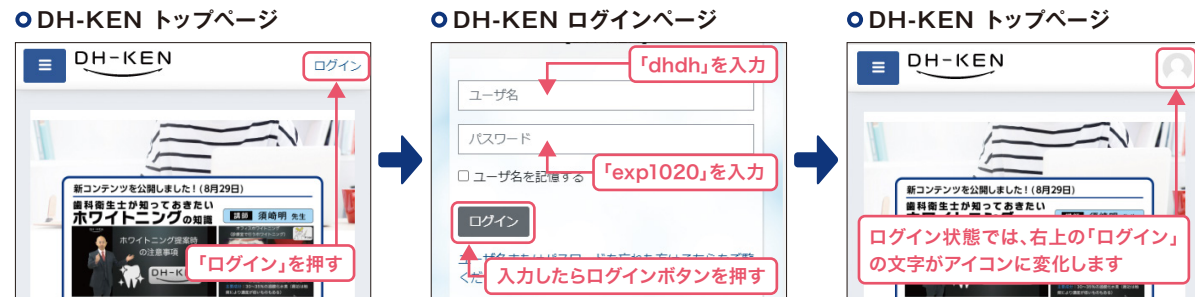 DH-KEN トップページ
DH-KEN
ログイン
新コンテンツを公開しました！(8月29日)
歯科衛生士が知っておきたい
ホワイトニングの知識
講師 須崎明 先生
ホワイトニング提案時
の注意事項
DH-K
「ログイン」を押す
DH-KEN ログインページ
「dhdh」を入力
ユーザ名
パスワード
「exp1020」を入力
ユーザ名を記憶する
ログイン
くだ
入力したらログインボタンを押す
DH-KEN トップページ
DH-KEN
新コンテンツを公開しました！(8月29日)
歯科衛生士が知っておきたい
ログイン状態では、右上の「ログイン」
の文字がアイコンに変化します